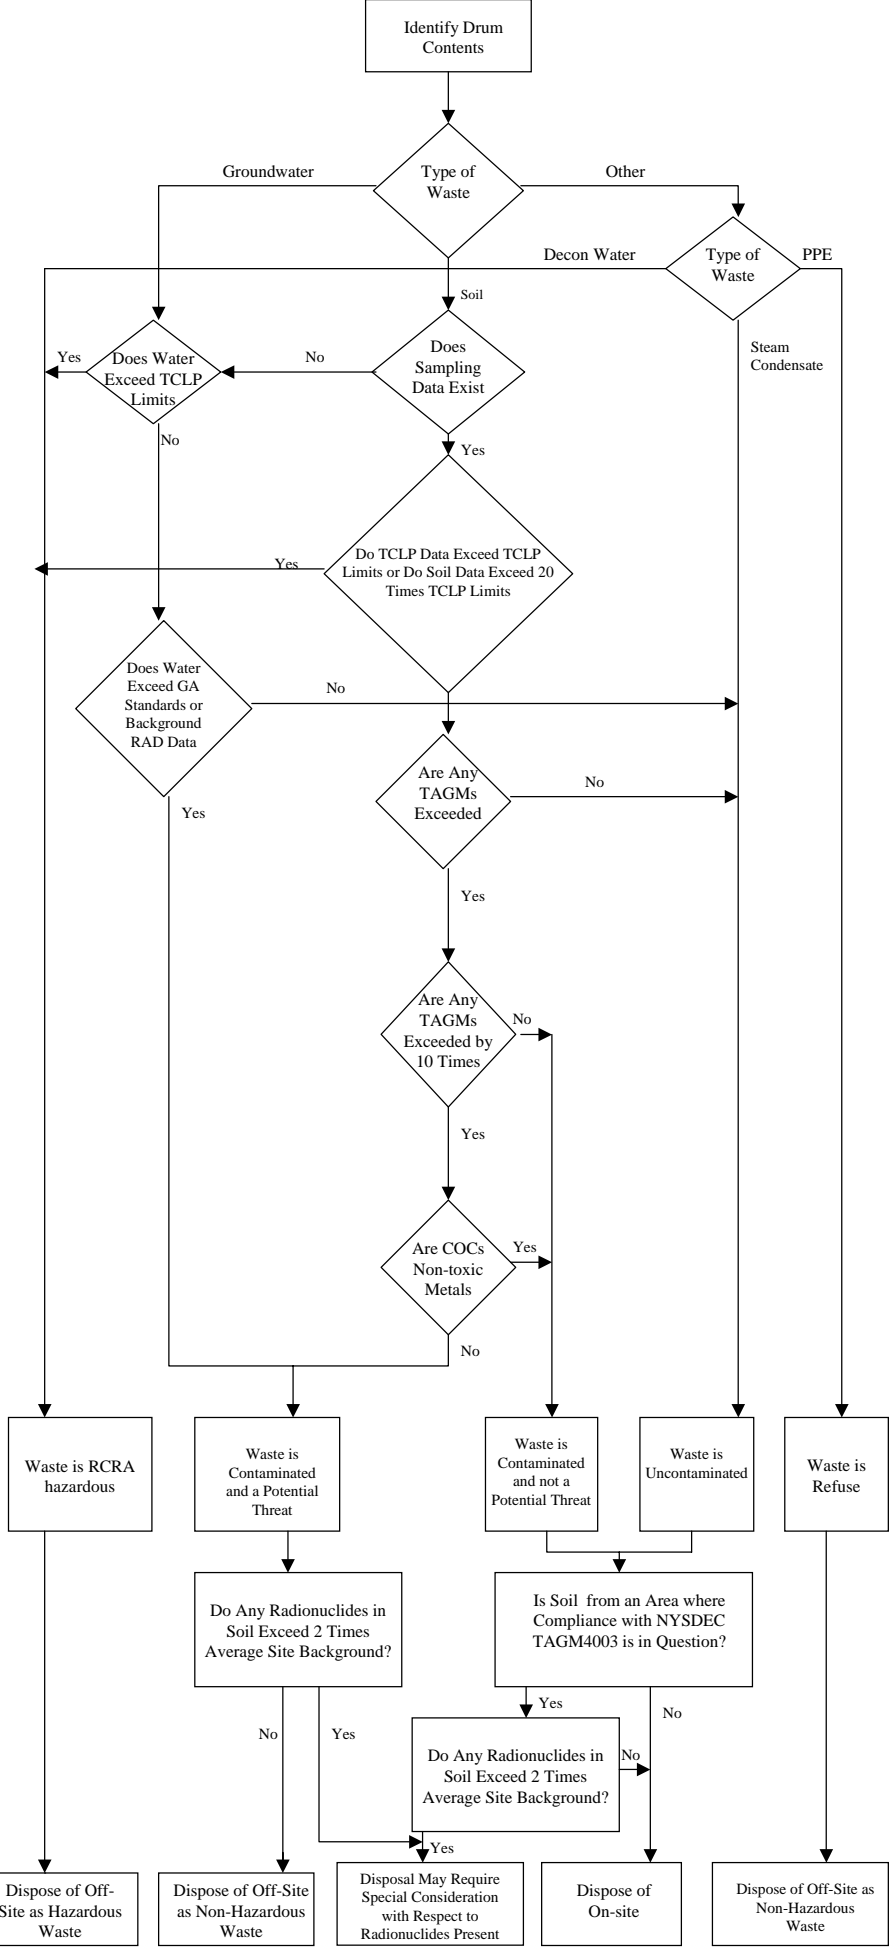 Identify Drum
Contents
Groundwater
Type of
Waste
Other
Decon Water
Type of
Waste
PPE
Soil
Yes
Does Water
Exceed TCLP
Limits
No
Does
Sampling
Data Exist
Steam
Condensate
No
Yes
Yes
Do TCLP Data Exceed TCLP
Limits or Do Soil Data Exceed 20
Times TCLP Limits
Does Water
Exceed GA
Standards or
Background
RAD Data
No
Are Any
TAGMs
Exceeded
No
Yes
Yes
Are Any
TAGMs
Exceeded by
10 Times
No
Yes
Are COCs
Non-toxic
Metals
Yes
No
Waste is RCRA
hazardous
Waste is
Contaminated
and a Potential
Threat
Waste is
Contaminated
and not a
Potential Threat
Waste is
Uncontaminated
Waste is
Refuse
Do Any Radionuclides in
Soil Exceed 2 Times
Average Site Background?
Is Soil from an Area where
Compliance with NYSDEC
TAGM4003 is in Question?
No
Yes
Yes
No
Do Any Radionuclides in
Soil Exceed 2 Times
Average Site Background?
No
Yes
Dispose of Off-
Site as Hazardous
Waste
Dispose of Off-Site
as Non-Hazardous
Waste
Disposal May Require
Special Consideration
with Respect to
Radionuclides Present
Dispose of
On-site
Dispose of Off-Site as
Non-Hazardous
Waste